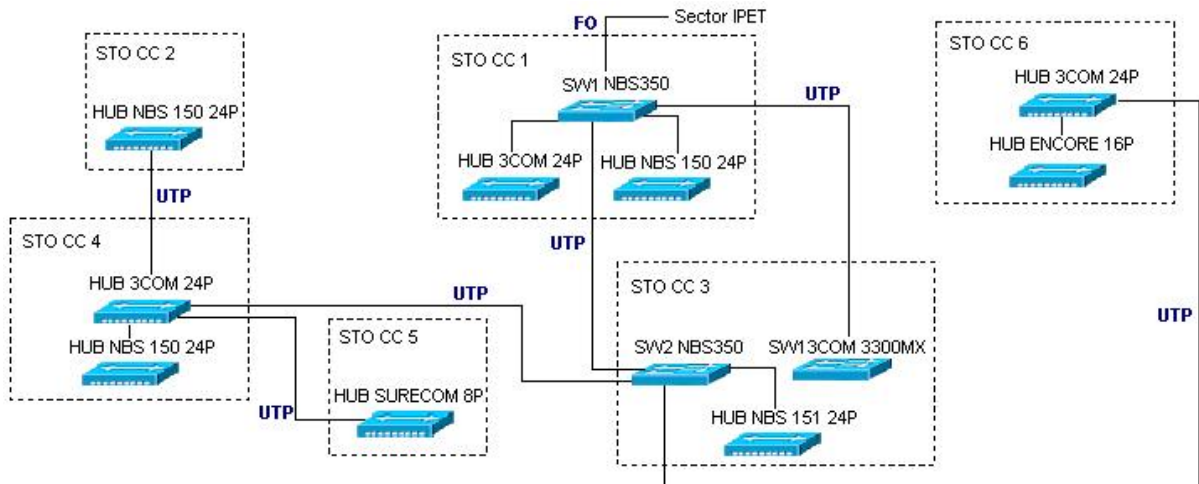 FO
Sector IPET
STO CC 2
HUB NBS 150 24P
UTP
STO CC 1
SW1 NBS350
HUB 3COM 24P
HUB NBS 150 24P
UTP
UTP
STO CC 6
HUB 3COM 24P
HUB ENCORE 16P
UTP
STO CC 4
HUB 3COM 24P
HUB NBS 150 24P
UTP
UTP
STO CC 5
HUB SURECOM 8P
STO CC 3
SW2 NBS350
SW13COM 3300MX
HUB NBS 151 24P